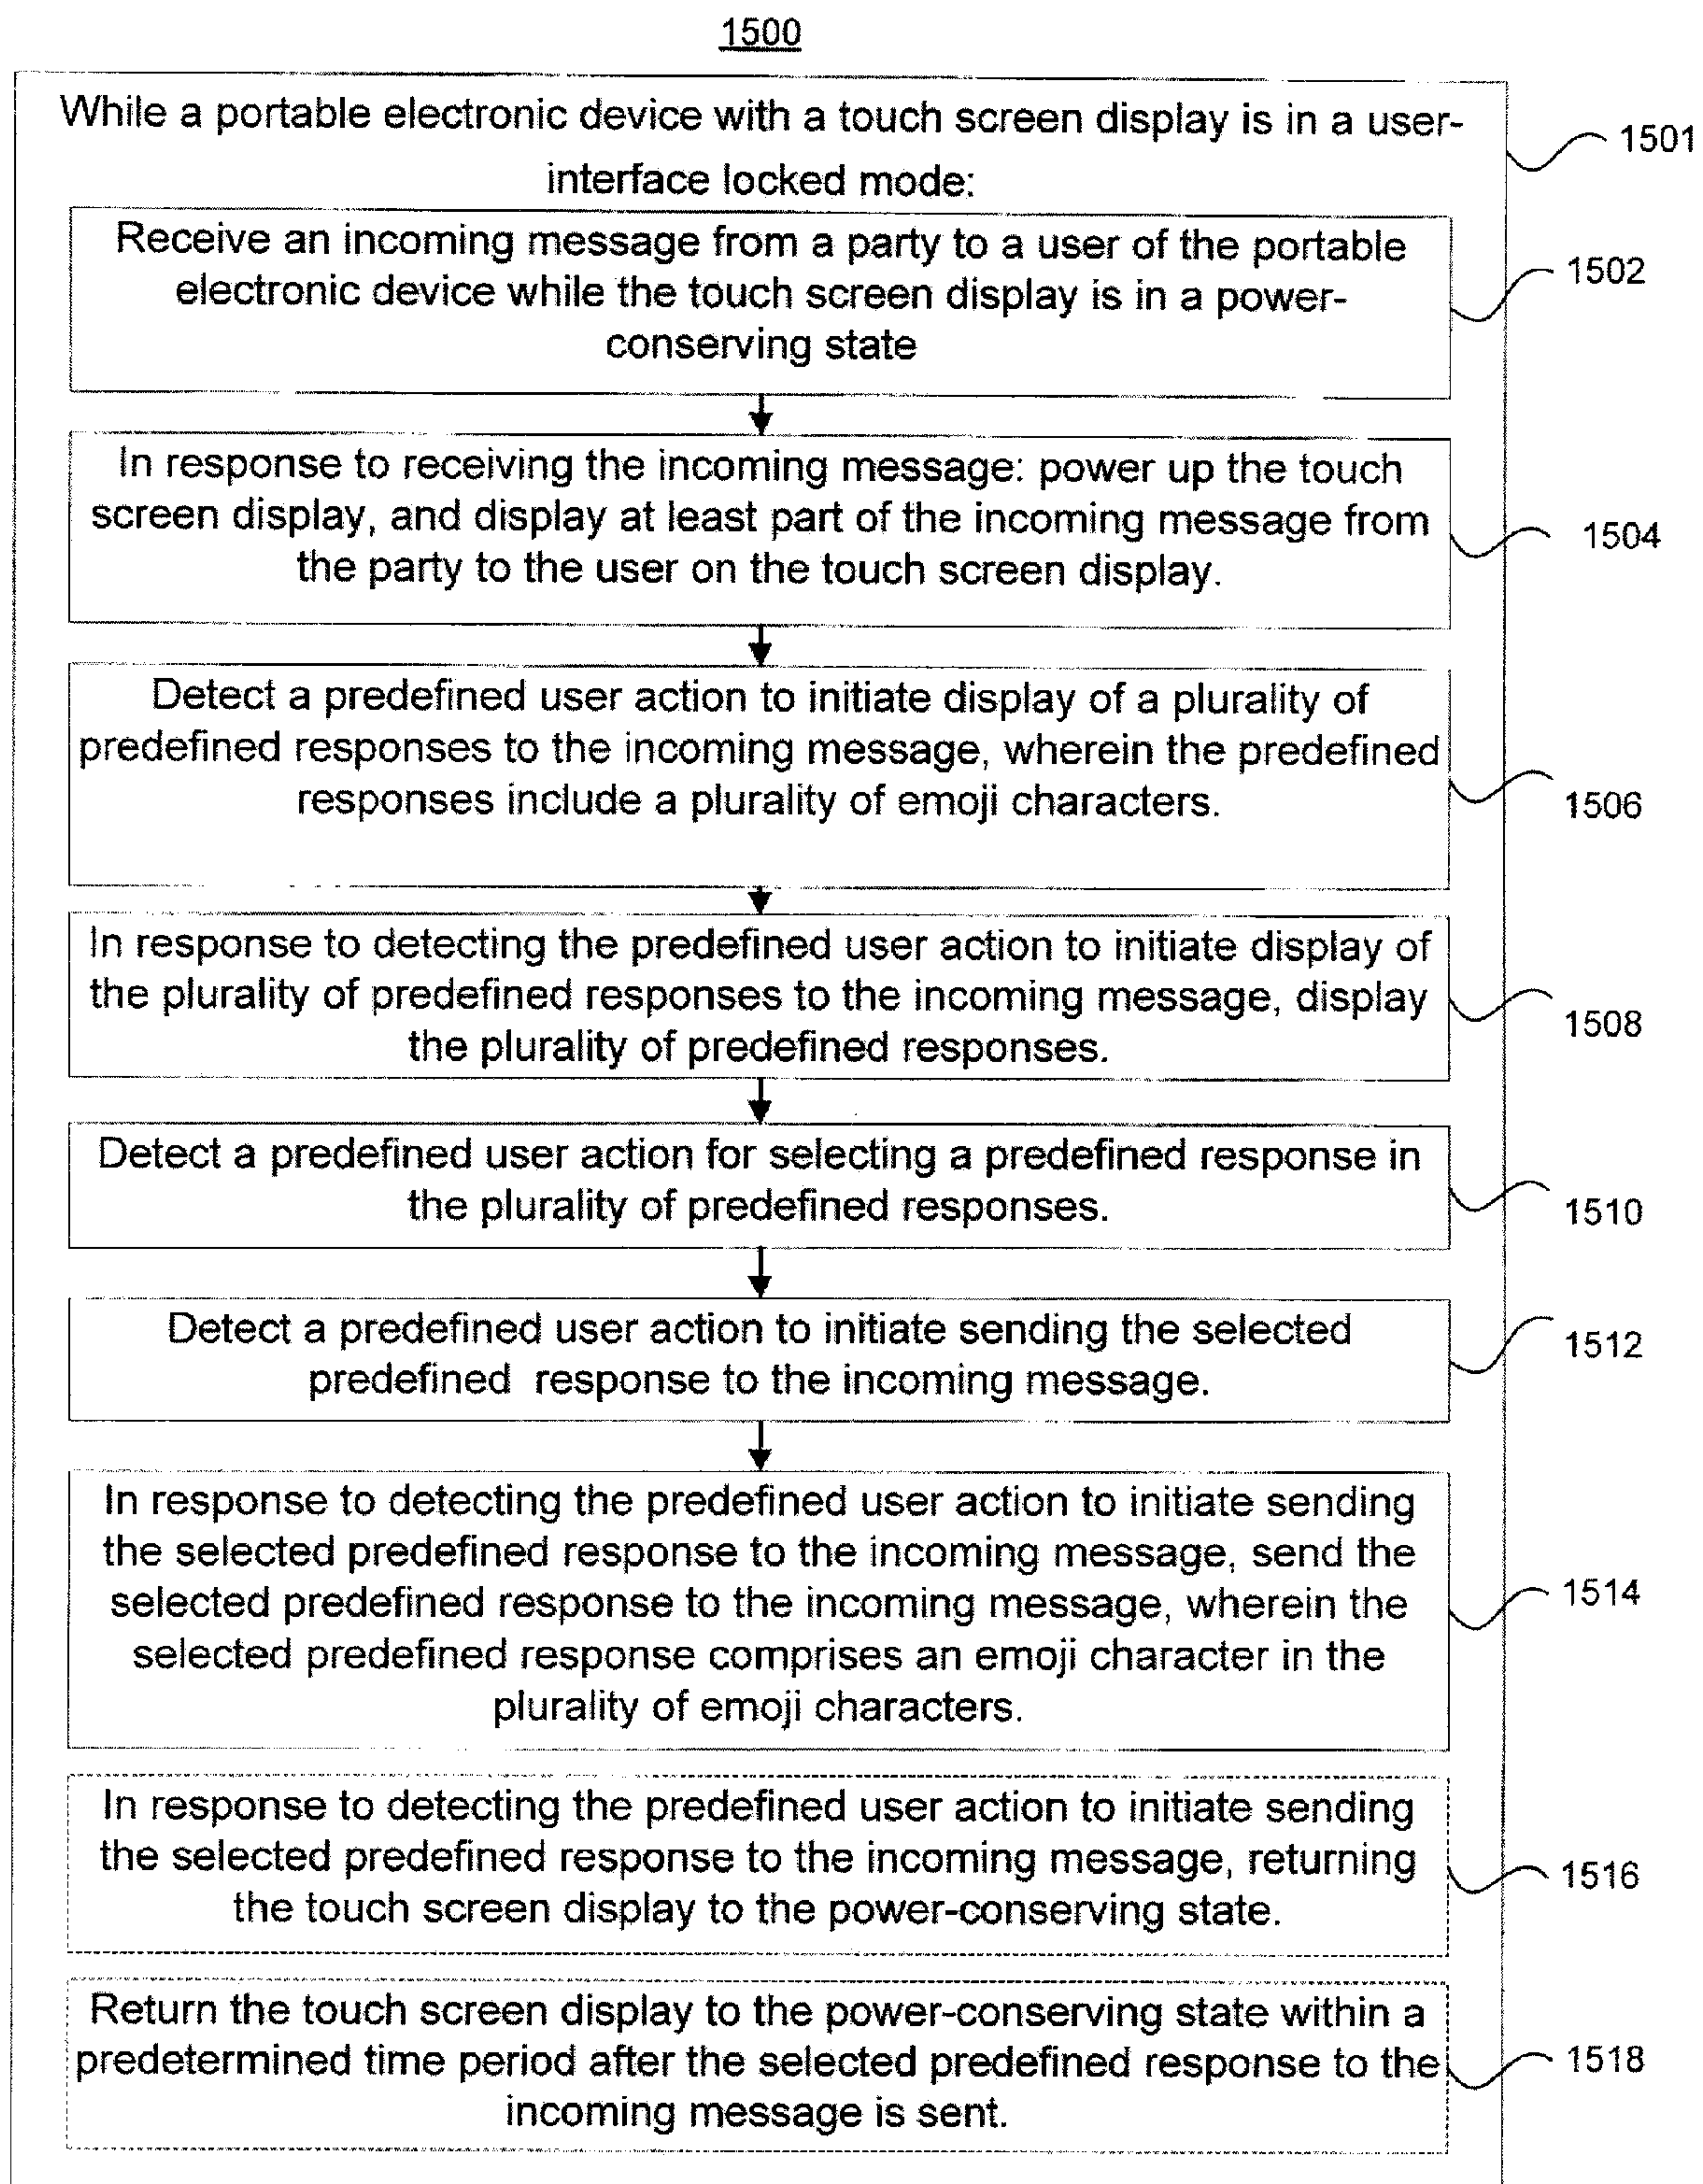 1500
While a portable electronic device with a touch screen display is in a user-
interface locked mode:
1501
Receive an incoming message from a party to a user of the portable
electronic device while the touch screen display is in a power-
conserving state
1502
In response to receiving the incoming message: power up the touch
screen display, and display at least part of the incoming message from
the party to the user on the touch screen display.
1504
Detect a predefined user action to initiate display of a plurality of
predefined responses to the incoming message, wherein the predefined
responses include a plurality of emoji characters.
1506
In response to detecting the predefined user action to initiate display of
the plurality of predefined responses to the incoming message, display
the plurality of predefined responses.
1508
Detect a predefined user action for selecting a predefined response in
the plurality of predefined responses.
1510
Detect a predefined user action to initiate sending the selected
predefined response to the incoming message.
1512
In response to detecting the predefined user action to initiate sending
the selected predefined response to the incoming message, send the
selected predefined response to the incoming message, wherein the
selected predefined response comprises an emoji character in the
plurality of emoji characters.
1514
In response to detecting the predefined user action to initiate sending
the selected predefined response to the incoming message, returning
the touch screen display to the power-conserving state.
1516
Return the touch screen display to the power-conserving state within a
predetermined time period after the selected predefined response to the
incoming message is sent.
1518